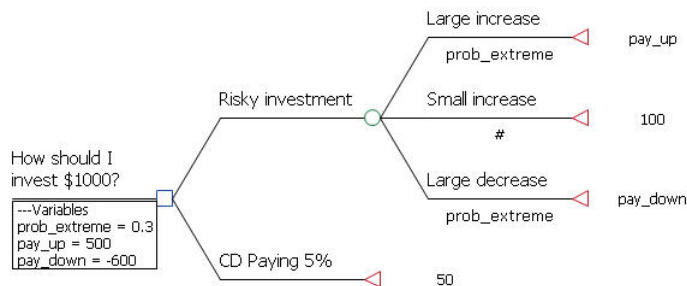 Large increase
prob_extreme
pay_up
Risky investment
Small increase
#
100
Large decrease
prob_extreme
pay_down
How should I
invest $1000?
---Variables
prob_extreme = 0.3
pay_up = 500
pay_down = -600
CD Paying 5%
50